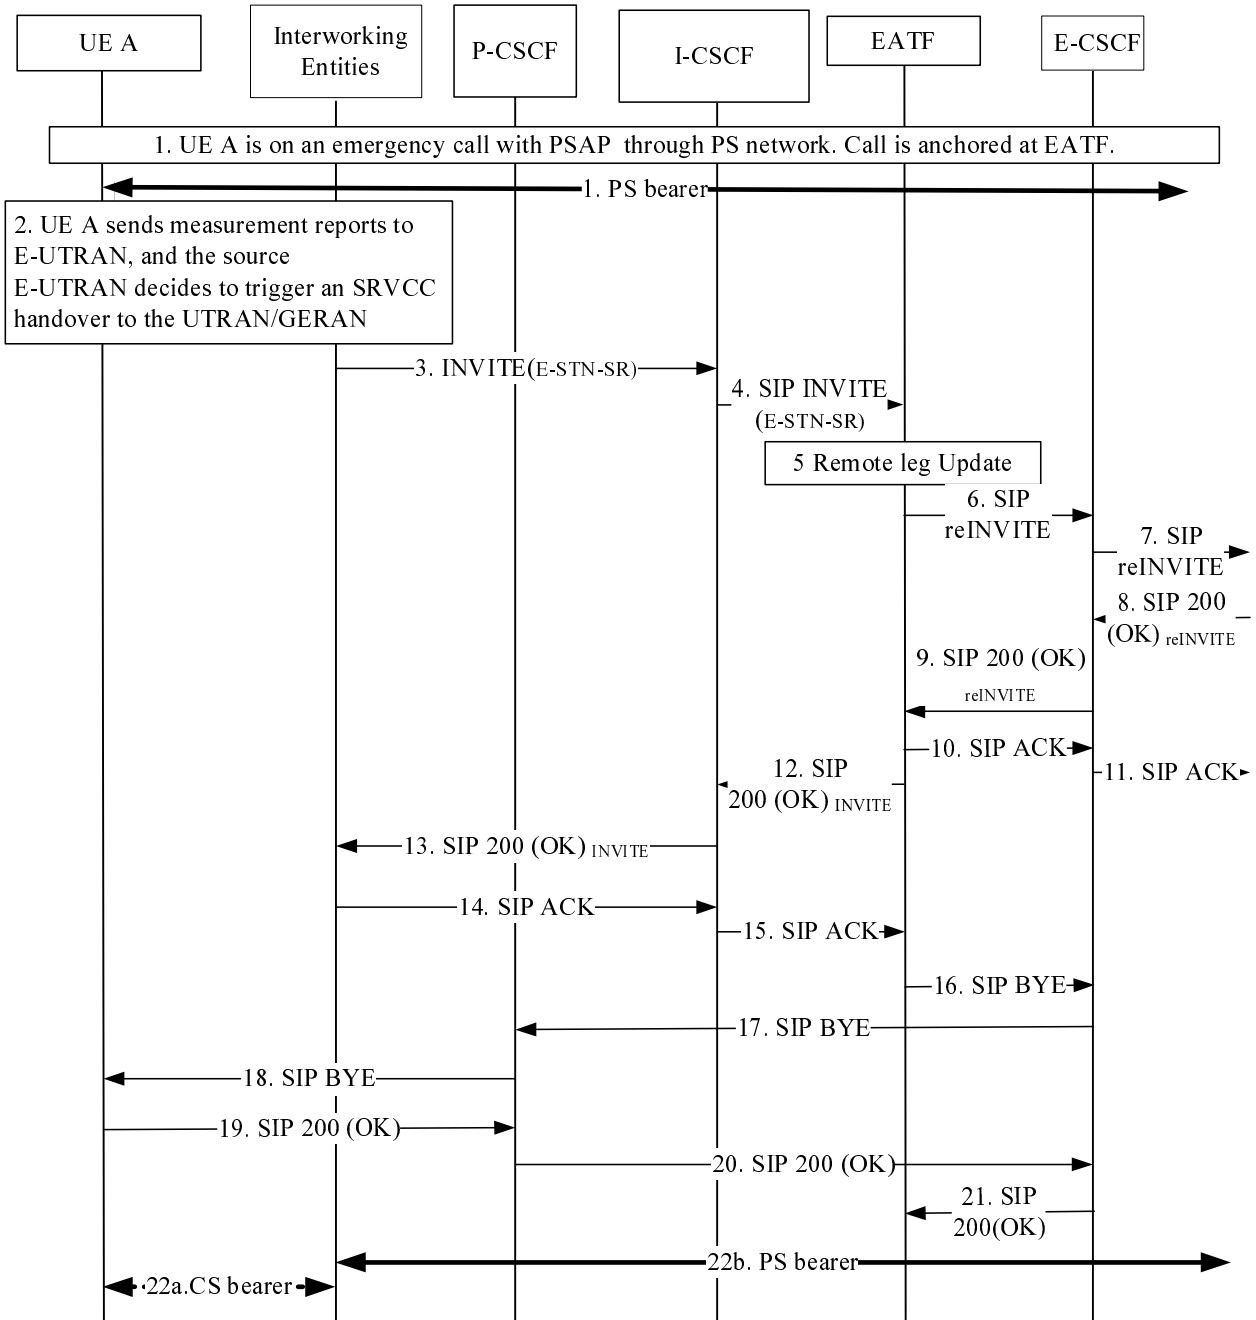 UE A
Interworking
Entities
P-CSCF
I-CSCF
EATF
E-CSCF
1. UE A is on an emergency call with PSAP through PS network. Call is anchored at EATF.
1. PS bearer
2. UE A sends measurement reports to
E-UTRAN, and the source
E-UTRAN decides to trigger an SRVCC
handover to the UTRAN/GERAN
3. INVITE(E-STN-SR)
4. SIP INVITE
(E-STN-SR)
5 Remote leg Update
6. SIP
reINVITE
7. SIP
reINVITE
8. SIP 200
(OK) reINVITE
9. SIP 200 (OK)
reINVITE
10. SIP ACK
11. SIP ACK
12. SIP
200 (OK) INVITE
13. SIP 200 (OK) INVITE
14. SIP ACK
15. SIP ACK
16. SIP BYE
17. SIP BYE
18. SIP BYE
19. SIP 200 (OK)
20. SIP 200 (OK)
21. SIP
200(OK)
22b. PS bearer
22a.CS bearer